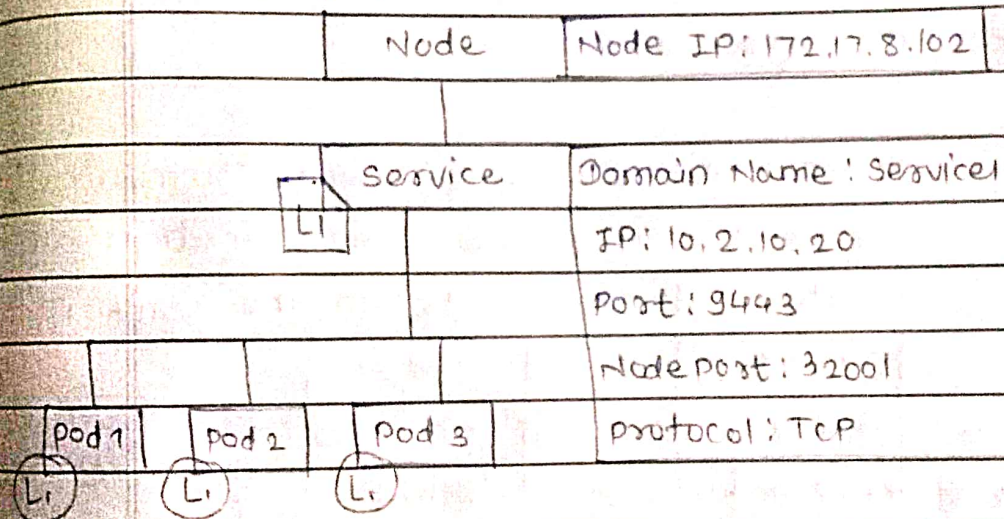 Node Node IP: 172.17.8.102
Service Domain Name: Service1
L1
IP: 10.2.10.20
Port: 9443
Node port: 32001
pod 1 pod 2 pod 3 protocol: TCP
L1 L1 L1